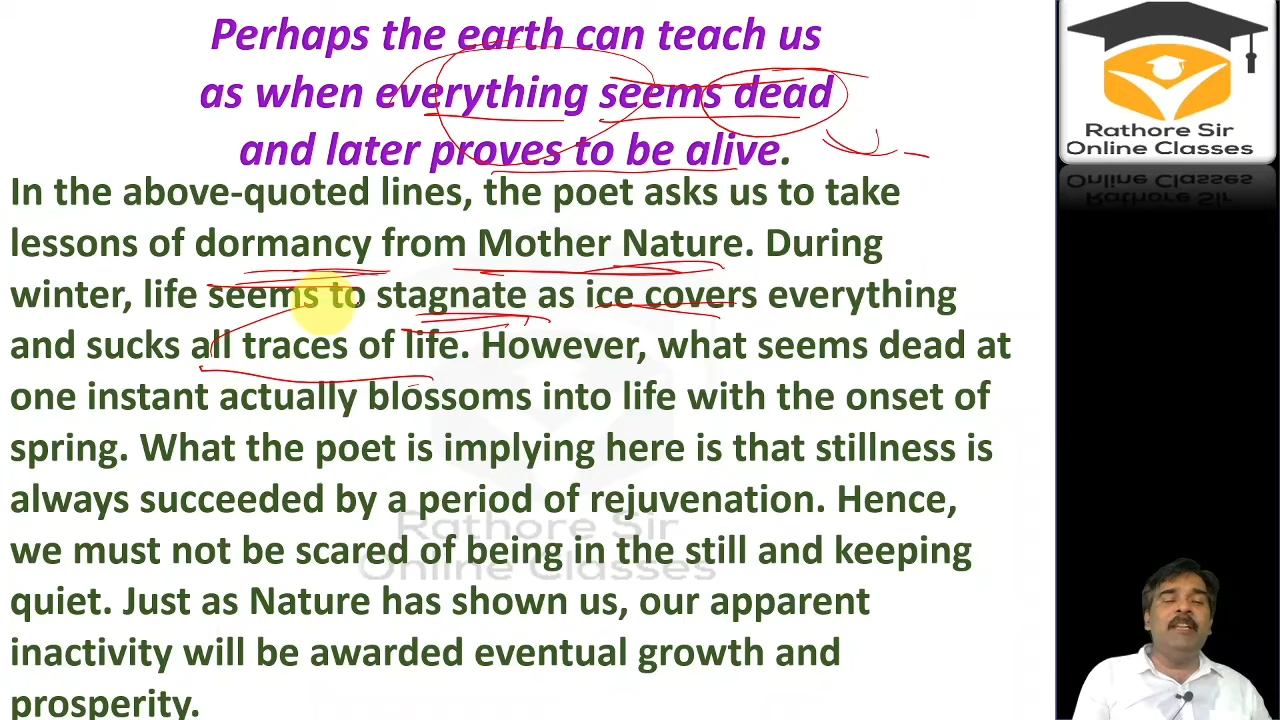 Perhaps the earth can teach us
as when everything seems dead
and later proves to be alive.
In the above-quoted lines, the poet asks us to take
lessons of dormancy from Mother Nature. During
winter, life seems to stagnate as ice covers everything
and sucks all traces of life. However, what seems dead at
one instant actually blossoms into life with the onset of
spring. What the poet is implying here is that stillness is
always succeeded by a period of rejuvenation. Hence,
we must not be scared of being in the still and keeping
quiet. Just as Nature has shown us, our apparent
inactivity will be awarded eventual growth and
prosperity.
Rathore Sir
Online Classes
Rathore Sir
Online Classes